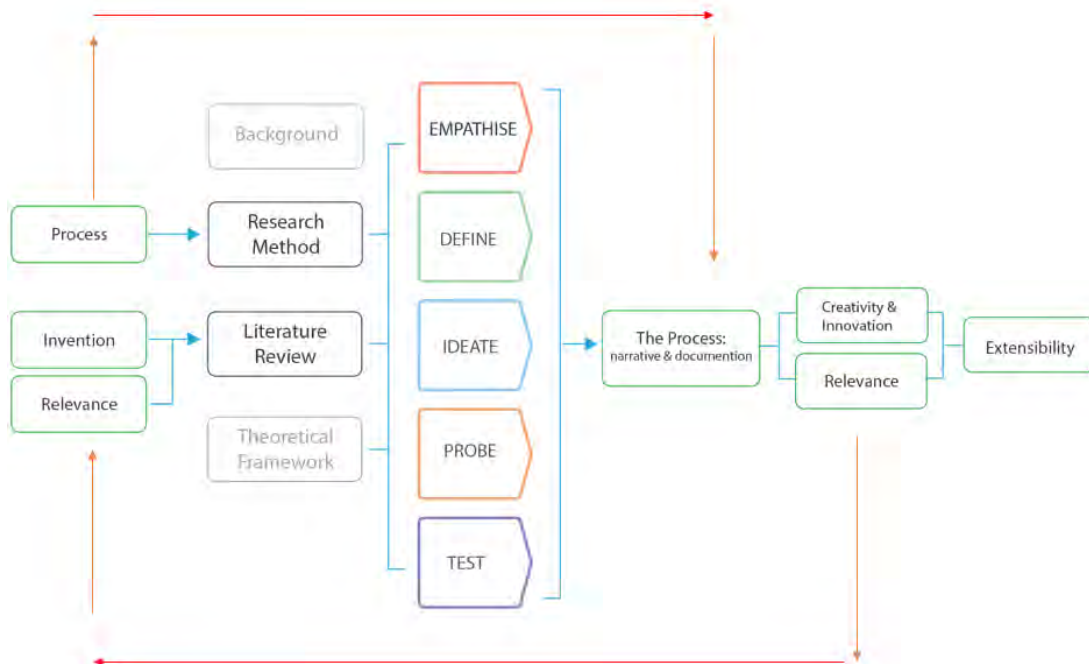 Background
EMPATHISE
Process
Research
Method
DEFINE
Invention
Relevance
Literature
Review
IDEATE
The Process:
narrative & documention
Creativity &
Innovation
Relevance
Extensibility
Theoretical
Framework
PROBE
TEST